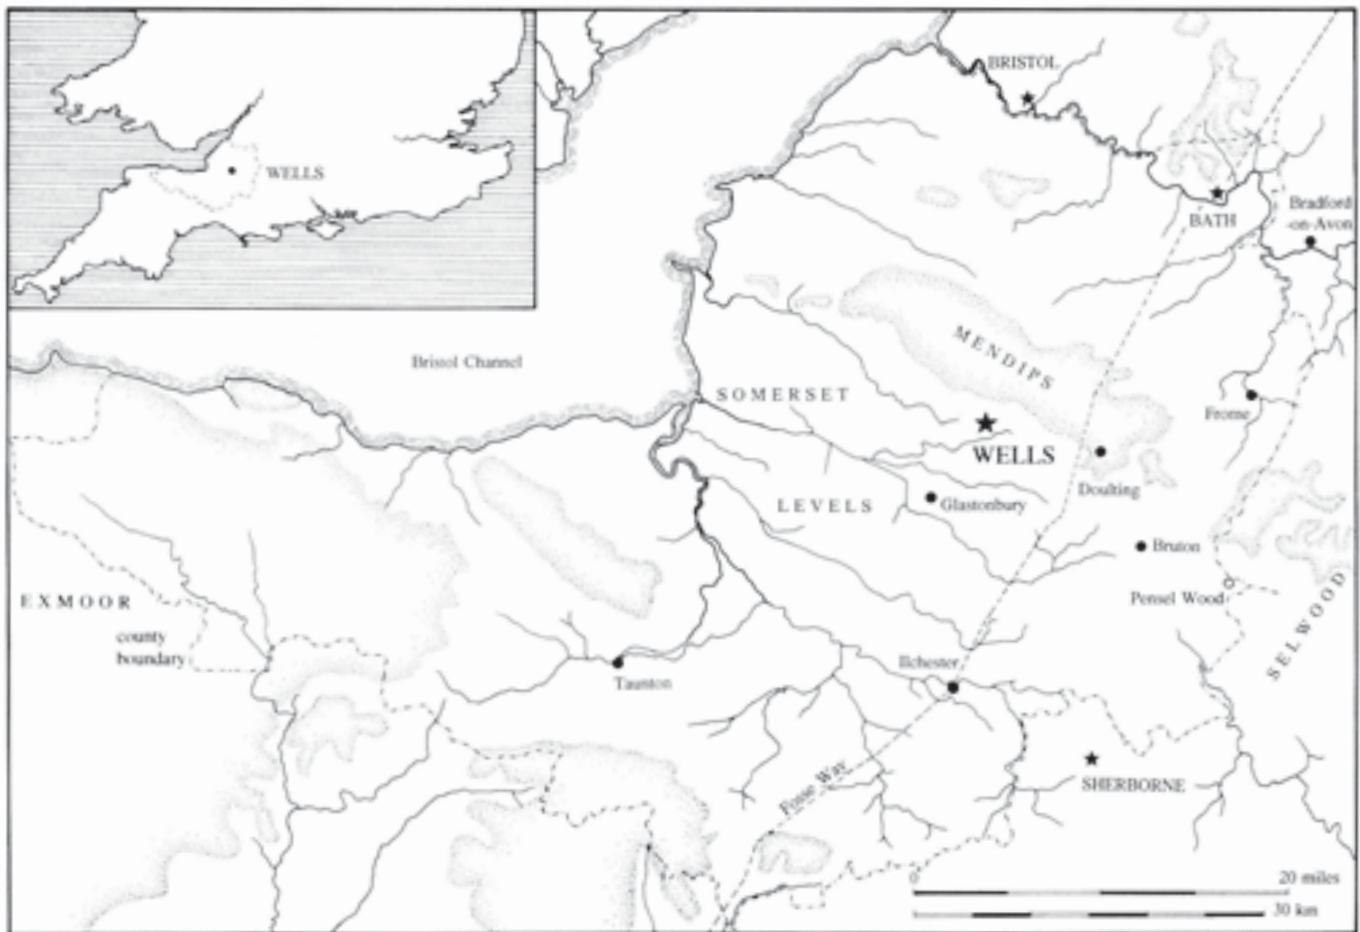 WELLS
BRISTOL
BATH
Bradford
-on-Avon
Bristol Channel
MENDIPS
SOMERSET
Frome
WELLS
Doulting
LEVELS
Glastonbury
Bruton
EXMOOR
Pensel Wood
SELWOOD
county
boundary
Ilchester
Taunton
Fosse Way
SHERBORNE
0
20 miles
30 km